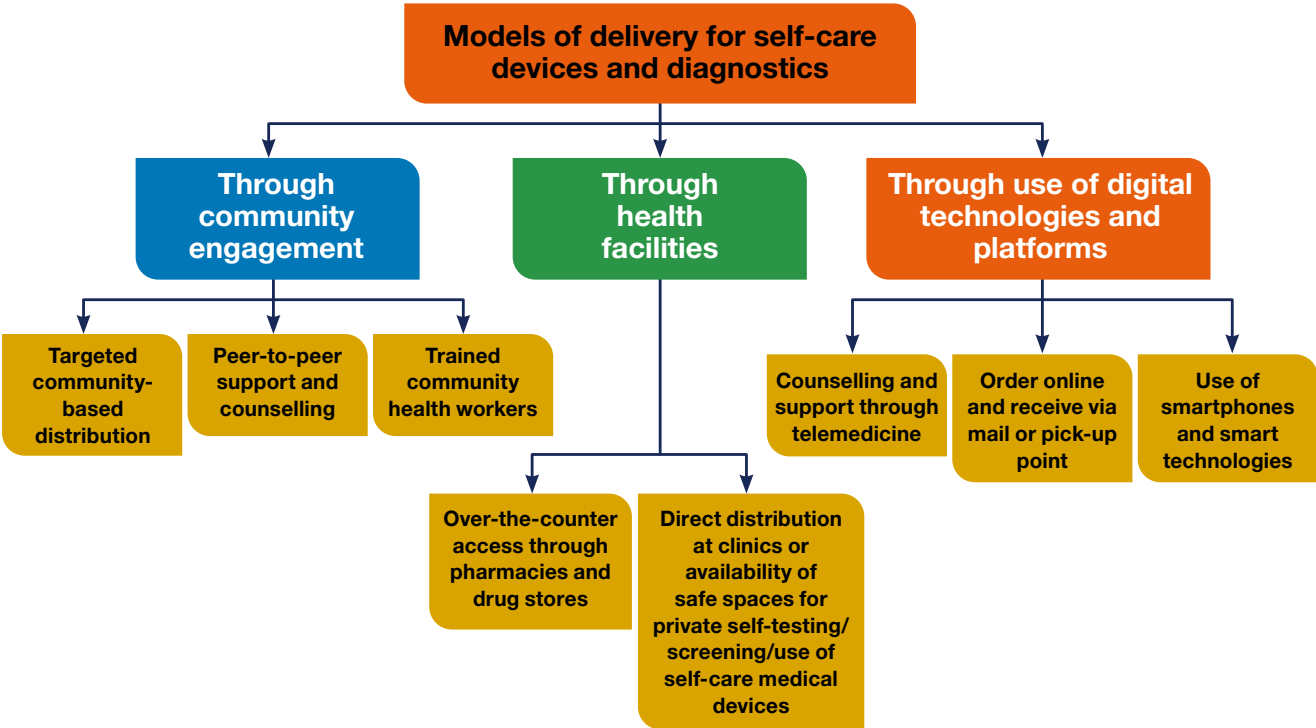 Models of delivery for self-care
devices and diagnostics
Through
community
engagement
Through
health
facilities
Through use of digital
technologies and
platforms
Targeted
community-
based
distribution
Peer-to-peer
support and
counselling
Trained
community
health workers
Counselling and
support through
telemedicine
Order online
and receive via
mail or pick-up
point
Use of
smartphones
and smart
technologies
Over-the-counter
access through
pharmacies and
drug stores
Direct distribution
at clinics or
availability of
safe spaces for
private self-testing/
screening/use of
self-care medical
devices